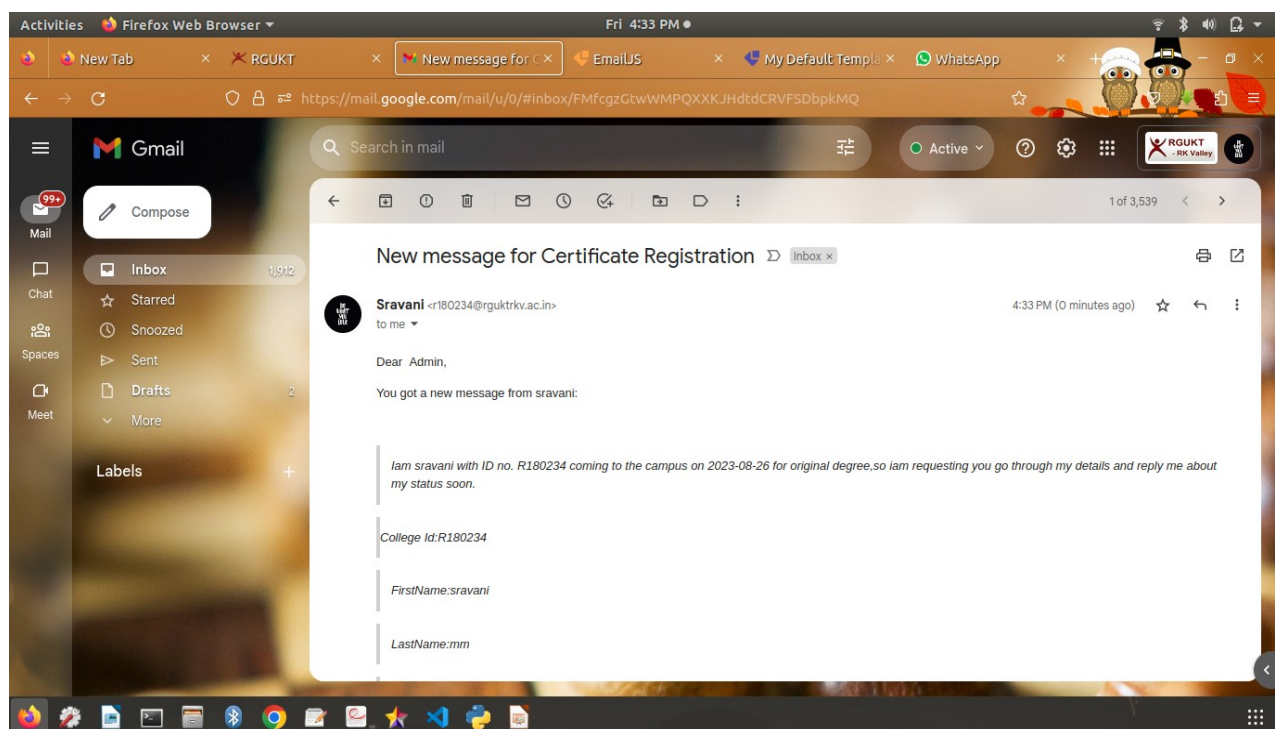 Activities Firefox Web Browser Fri 4:33 PM
New Tab × RGUKT × New message for C × EmailJS × My Default Templa × WhatsApp ×
https://mail.google.com/mail/u/0/#inbox/FMfcgzGtwWMPQXXKJHdtdCRVFSDbpkMQ
Gmail Search in mail Active RGUKT
- RK Valley
99+
Mail
Chat
Spaces
Meet
Compose
Inbox 1,912
Starred
Snoozed
Sent
Drafts 2
More
Labels +
1 of 3,539
New message for Certificate Registration Inbox ×
Sravani <r180234@rguktrkv.ac.in> 4:33 PM (0 minutes ago)
to me
Dear Admin,
You got a new message from sravani:
Iam sravani with ID no. R180234 coming to the campus on 2023-08-26 for original degree,so iam requesting you go through my details and reply me about
my status soon.
College Id:R180234
FirstName:sravani
LastName:mm